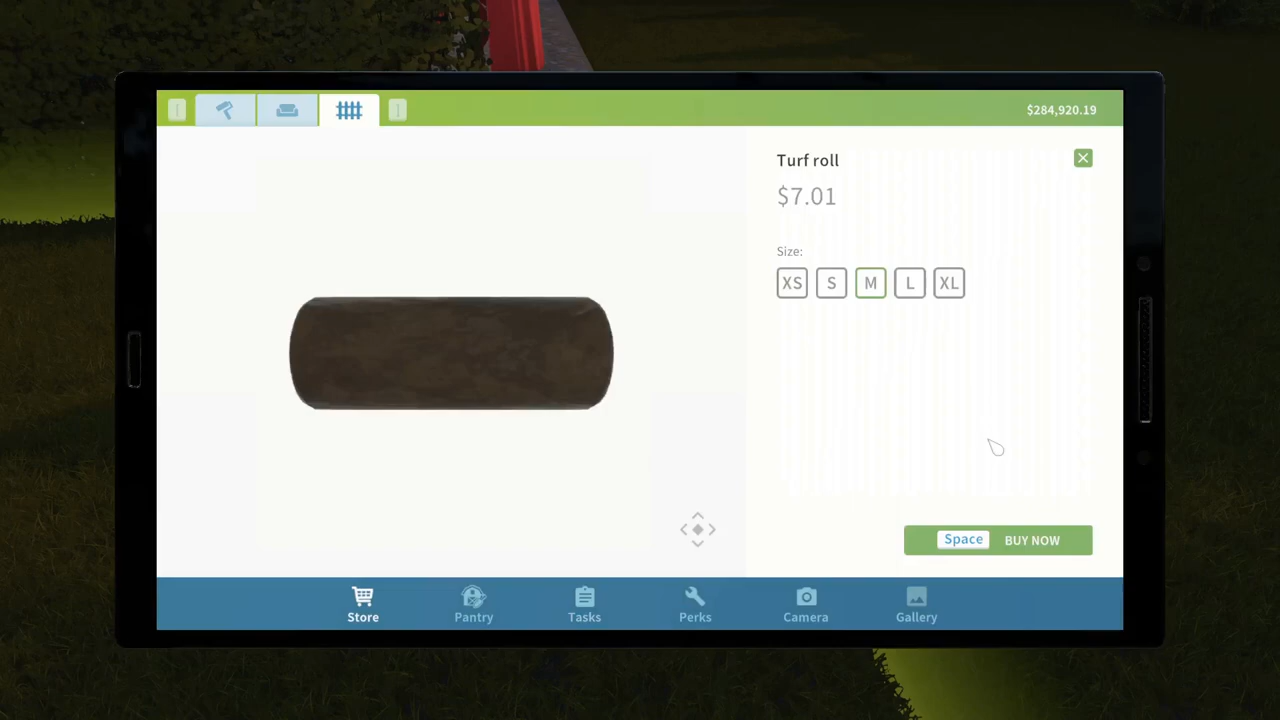 $284,920.19
Turf roll
$7.01
Size:
XS S M L XL
Space BUY NOW
Store Pantry Tasks Perks Camera Gallery